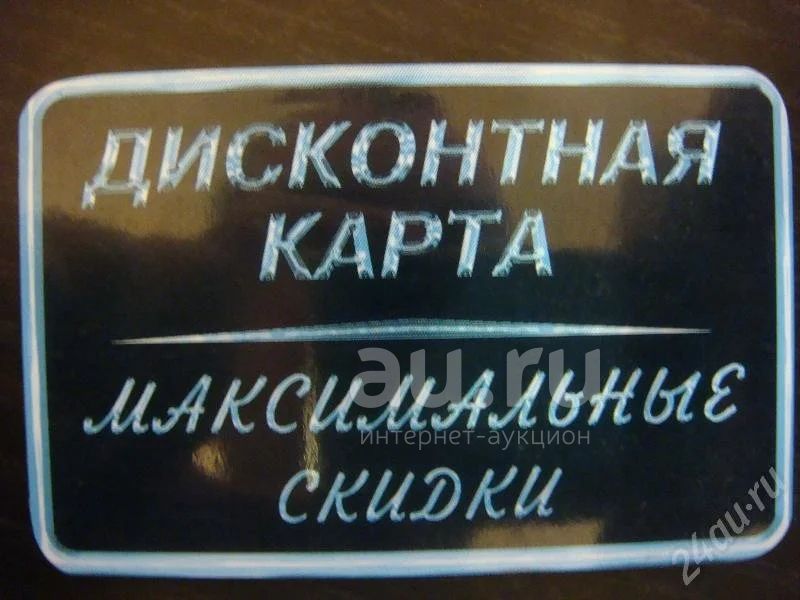 ДИСКОНТНАЯ
КАРТА
au.ru
МАКСИМАЛЬНЫЕ
интернет-аукцион
СКИДКИ
24au.ru